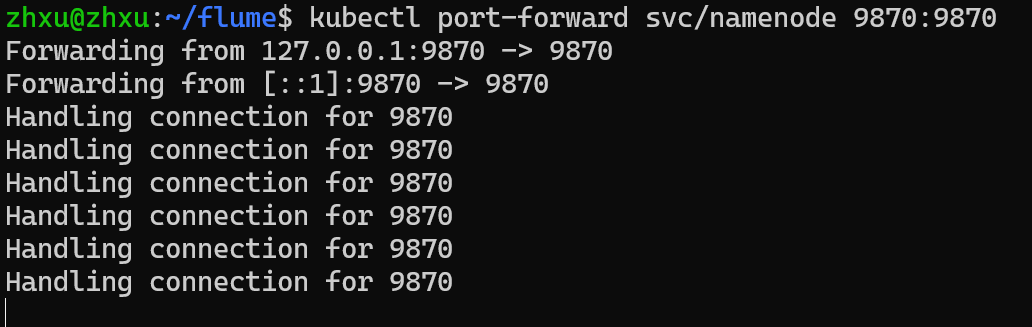 zhxu@zhxu:~/flume$ kubectl port-forward svc/namenode 9870:9870
Forwarding from 127.0.0.1:9870 -> 9870
Forwarding from [::1]:9870 -> 9870
Handling connection for 9870
Handling connection for 9870
Handling connection for 9870
Handling connection for 9870
Handling connection for 9870
Handling connection for 9870